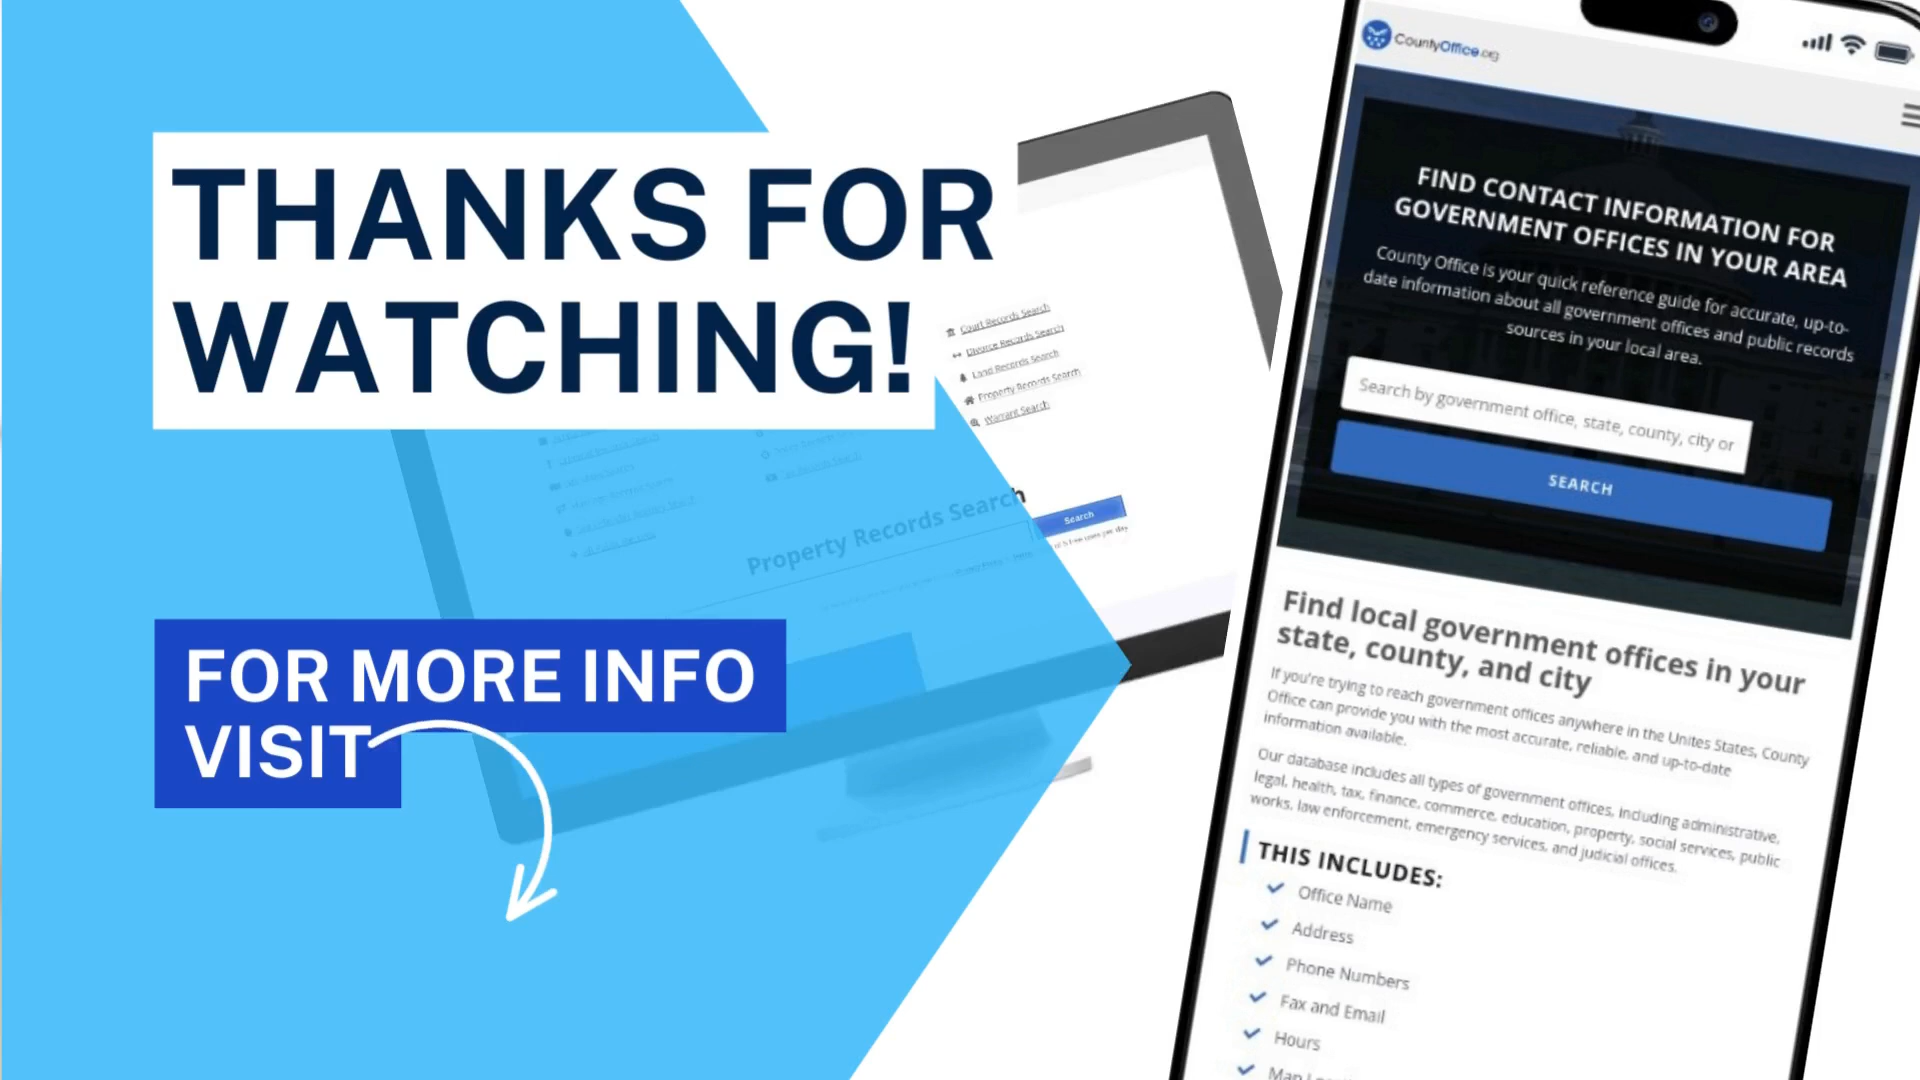 THANKS FOR
WATCHING!
FOR MORE INFO
VISIT
Court Records Search
Divorce Records Search
Land Records Search
Property Records Search
Warrant Search
Property Records Search
Search
CountyOffice.org
FIND CONTACT INFORMATION FOR
GOVERNMENT OFFICES IN YOUR AREA
County Office is your quick reference guide for accurate, up-to-
date information about all government offices and public records
sources in your local area.
Search by government office, state, county, city or
SEARCH
Find local government offices in your
state, county, and city
If you're trying to reach government offices anywhere in the Unites States, County
Office can provide you with the most accurate, reliable, and up-to-date
information available.
Our database includes all types of government offices, including administrative,
legal, health, tax, finance, commerce, education, property, social services, public
works, law enforcement, emergency services, and judicial offices.
THIS INCLUDES:
Office Name
Address
Phone Numbers
Fax and Email
Hours